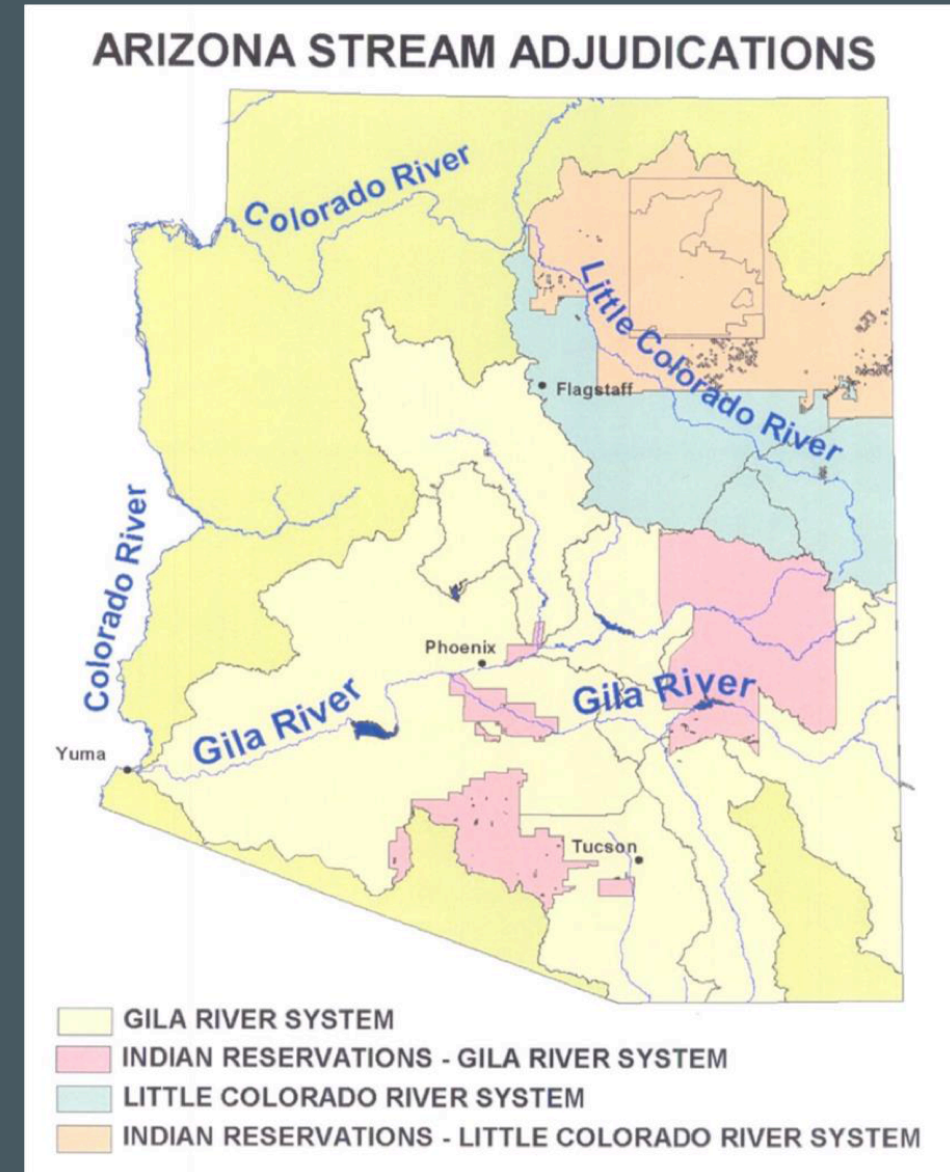 ARIZONA STREAM ADJUDICATIONS
Colorado River
Little Colorado River
Flagstaff
Colorado River
Phoenix
Gila River
Gila River
Yuma
Tucson
GILA RIVER SYSTEM
INDIAN RESERVATIONS - GILA RIVER SYSTEM
LITTLE COLORADO RIVER SYSTEM
INDIAN RESERVATIONS - LITTLE COLORADO RIVER SYSTEM